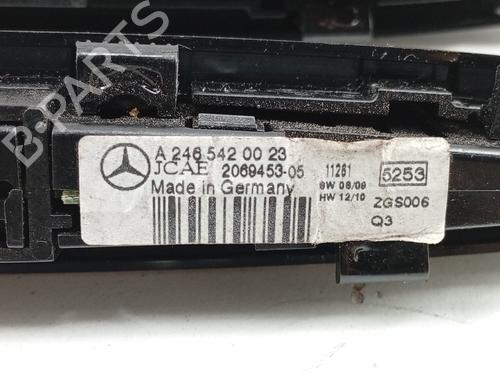 B-PARTS
A 246 542 00 23
JCAE 2069453-05
Made in Germany
11261
SW 08/09
HW 12/10
5253
ZGS006
Q3